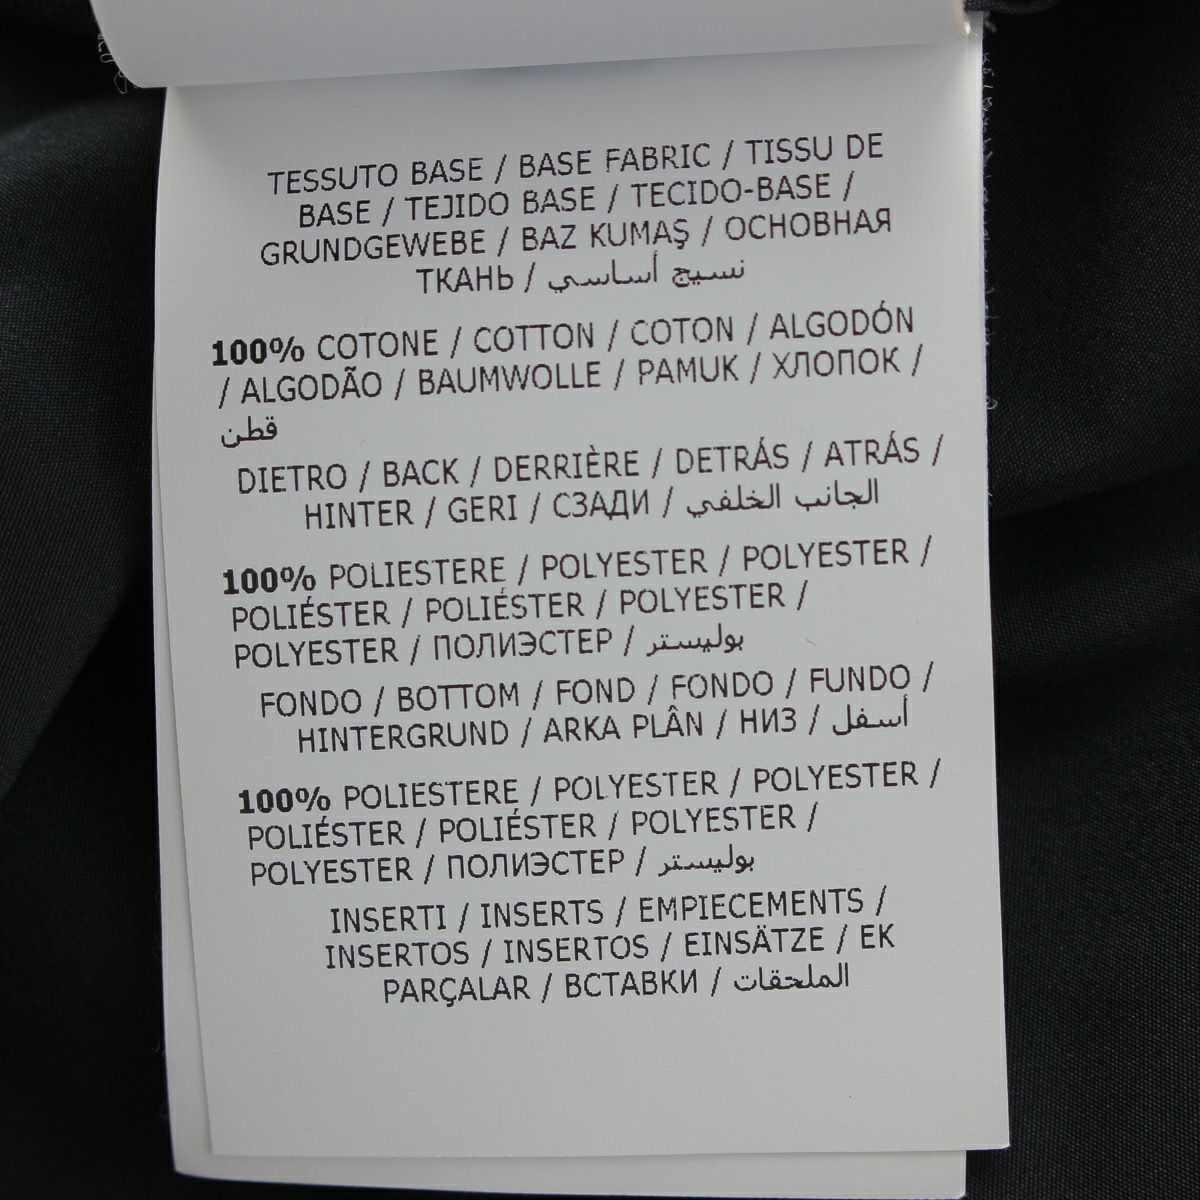 TESSUTO BASE / BASE FABRIC / TISSU DE
BASE / TEJIDO BASE / TECIDO-BASE /
GRUNDGEWEBE / BAZ KUMAŞ / ОСНОВНАЯ
ТКАНЬ / نسيج أساسي
100% COTONE / COTTON / COTON / ALGODÓN
/ ALGODÃO / BAUMWOLLE / PAMUK / ХЛОПОК /
قطن
DIETRO / BACK / DERRIÈRE / DETRÁS / ATRÁS /
HINTER / GERI / СЗАДИ / الجانب الخلفي
100% POLIESTERE / POLYESTER / POLYESTER /
POLIÉSTER / POLIÉSTER / POLYESTER /
POLYESTER / ПОЛИЭСТЕР / بوليستر
FONDO / BOTTOM / FOND / FONDO / FUNDO /
HINTERGRUND / ARKA PLÂN / НИЗ / أسفل
100% POLIESTERE / POLYESTER / POLYESTER /
POLIÉSTER / POLIÉSTER / POLYESTER /
POLYESTER / ПОЛИЭСТЕР / بوليستر
INSERTI / INSERTS / EMPIECEMENTS /
INSERTOS / INSERTOS / EINSÄTZE / EK
PARÇALAR / ВСТАВКИ / الملحقات